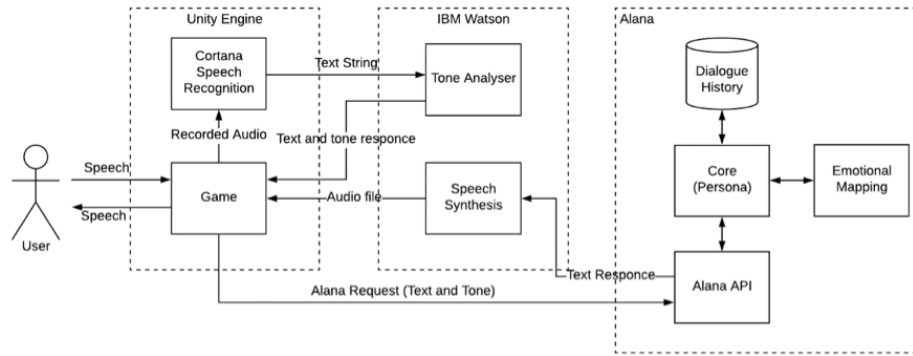 Unity Engine
IBM Watson
Alana
Cortana
Speech
Recognition
Text String
Tone Analyser
Dialogue
History
Recorded Audio
Text and tone responce
Speech
Game
Audio file
Speech
Synthesis
Core
(Persona)
Emotional
Mapping
Speech
User
Text Responce
Alana Request (Text and Tone)
Alana API